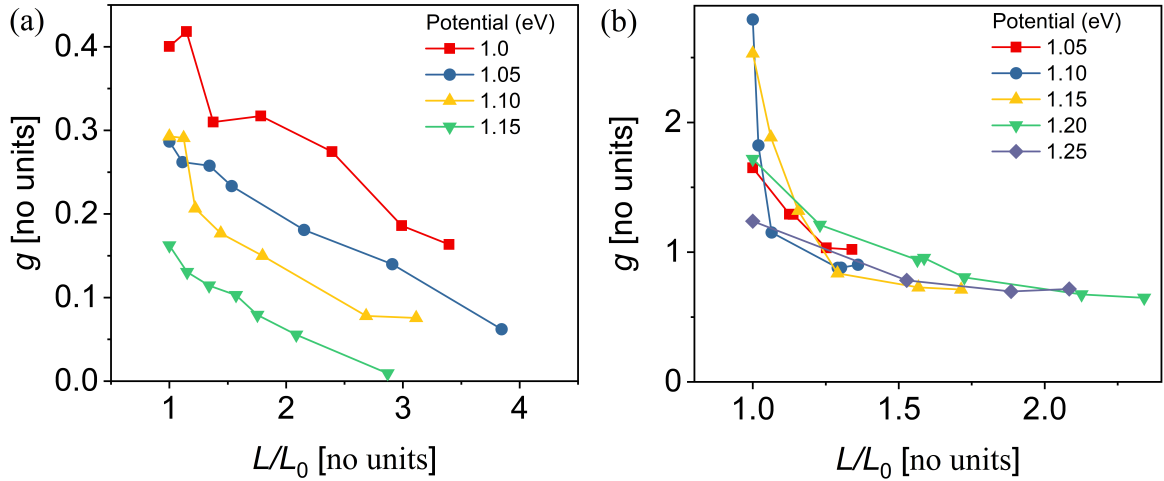 (a)
Potential (eV)
1.0
1.05
1.10
1.15
0.4
0.3
0.2
0.1
0.0
g [no units]
1 2 3 4
L/L0 [no units]
(b)
Potential (eV)
1.05
1.10
1.15
1.20
1.25
2
1
0
g [no units]
1.0 1.5 2.0
L/L0 [no units]